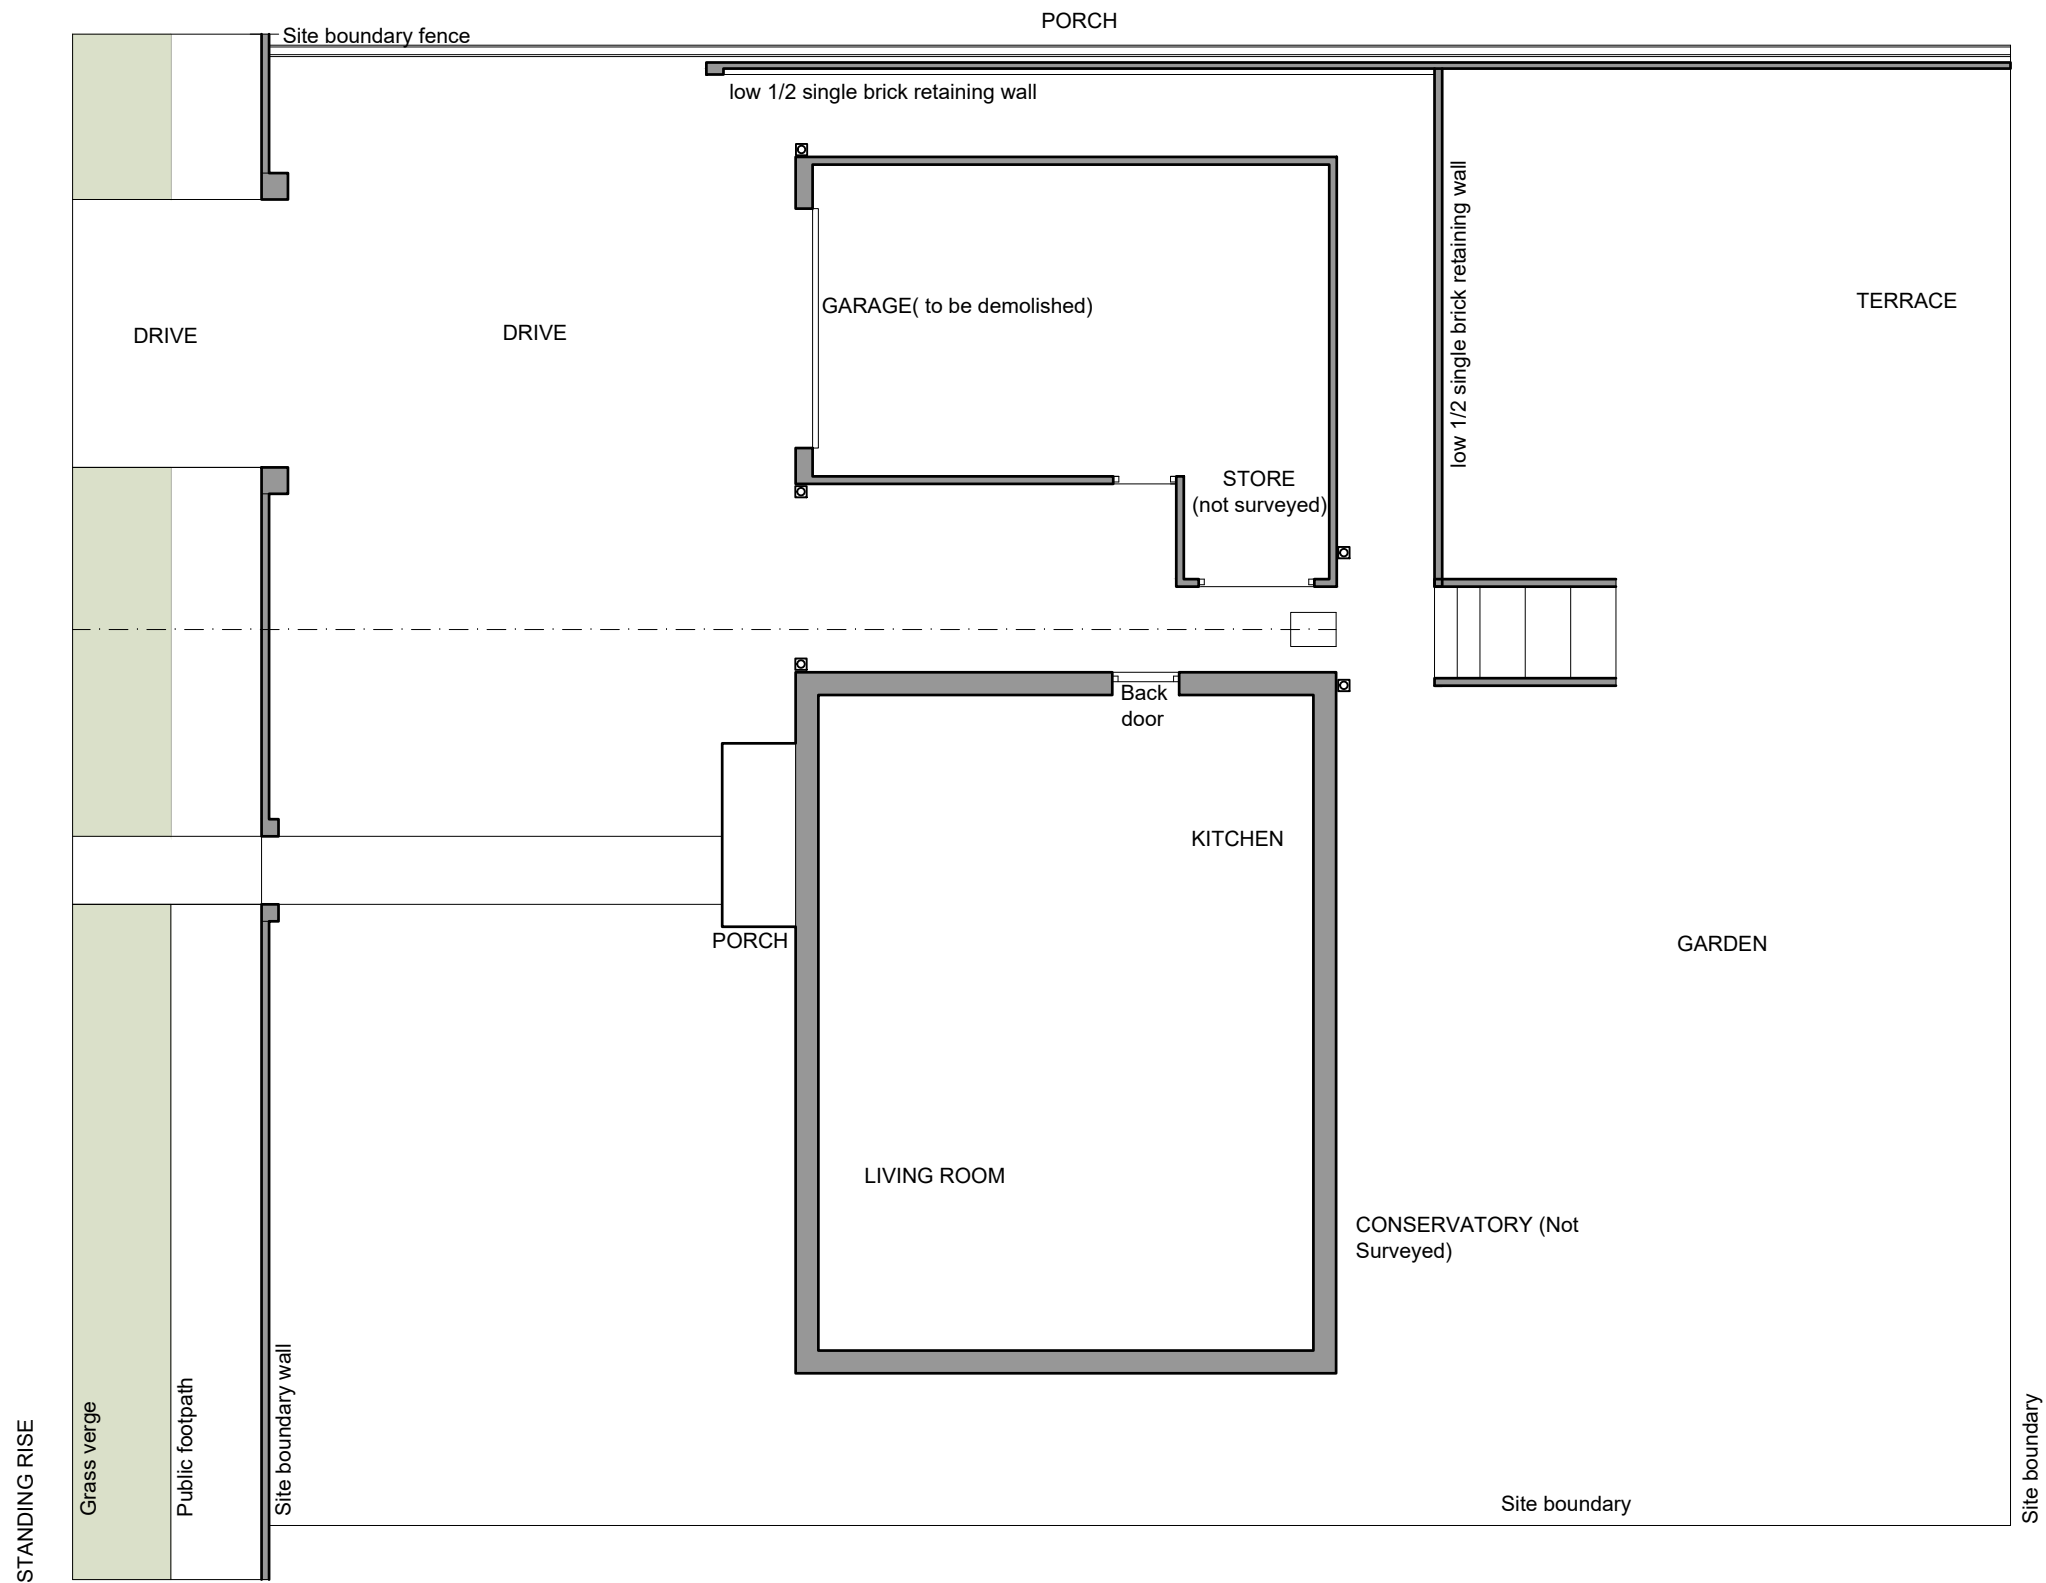 PORCH
Site boundary fence
low 1/2 single brick retaining wall
low 1/2 single brick retaining wall
TERRACE
GARAGE( to be demolished)
DRIVE
DRIVE
STORE
(not surveyed)
Back
door
KITCHEN
PORCH
GARDEN
LIVING ROOM
CONSERVATORY (Not
Surveyed)
STANDING RISE
Grass verge
Public footpath
Site boundary wall
Site boundary
Site boundary